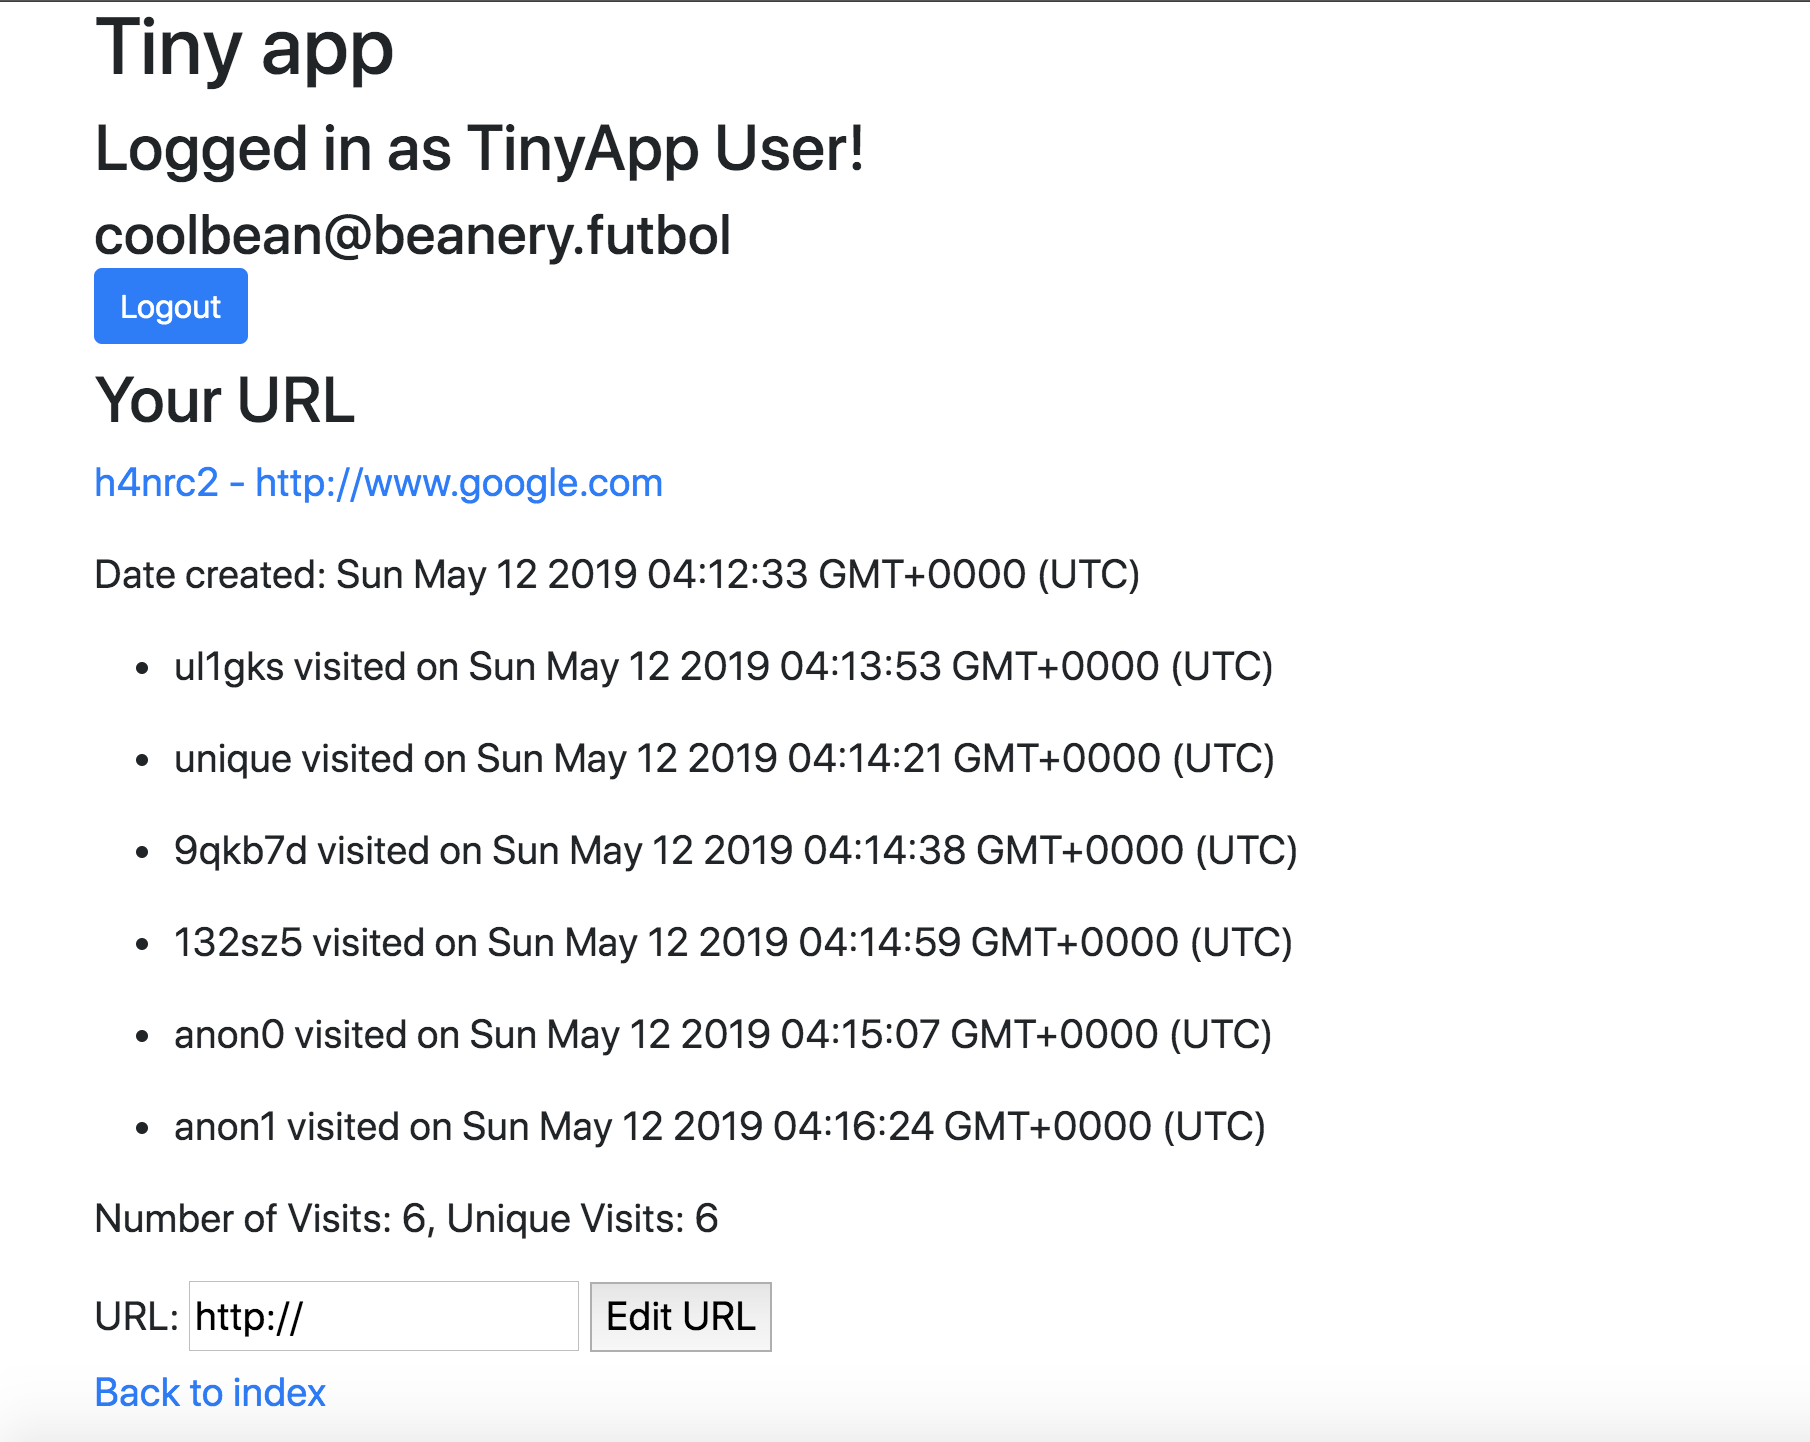 Tiny app
Logged in as TinyApp User!
coolbean@beanery.futbol
Logout
Your URL
h4nrc2 - http://www.google.com
Date created: Sun May 12 2019 04:12:33 GMT+0000 (UTC)
• ul1gks visited on Sun May 12 2019 04:13:53 GMT+0000 (UTC)
• unique visited on Sun May 12 2019 04:14:21 GMT+0000 (UTC)
• 9qkb7d visited on Sun May 12 2019 04:14:38 GMT+0000 (UTC)
• 132sz5 visited on Sun May 12 2019 04:14:59 GMT+0000 (UTC)
• anon0 visited on Sun May 12 2019 04:15:07 GMT+0000 (UTC)
• anon1 visited on Sun May 12 2019 04:16:24 GMT+0000 (UTC)
Number of Visits: 6, Unique Visits: 6
URL: http:// Edit URL
Back to index